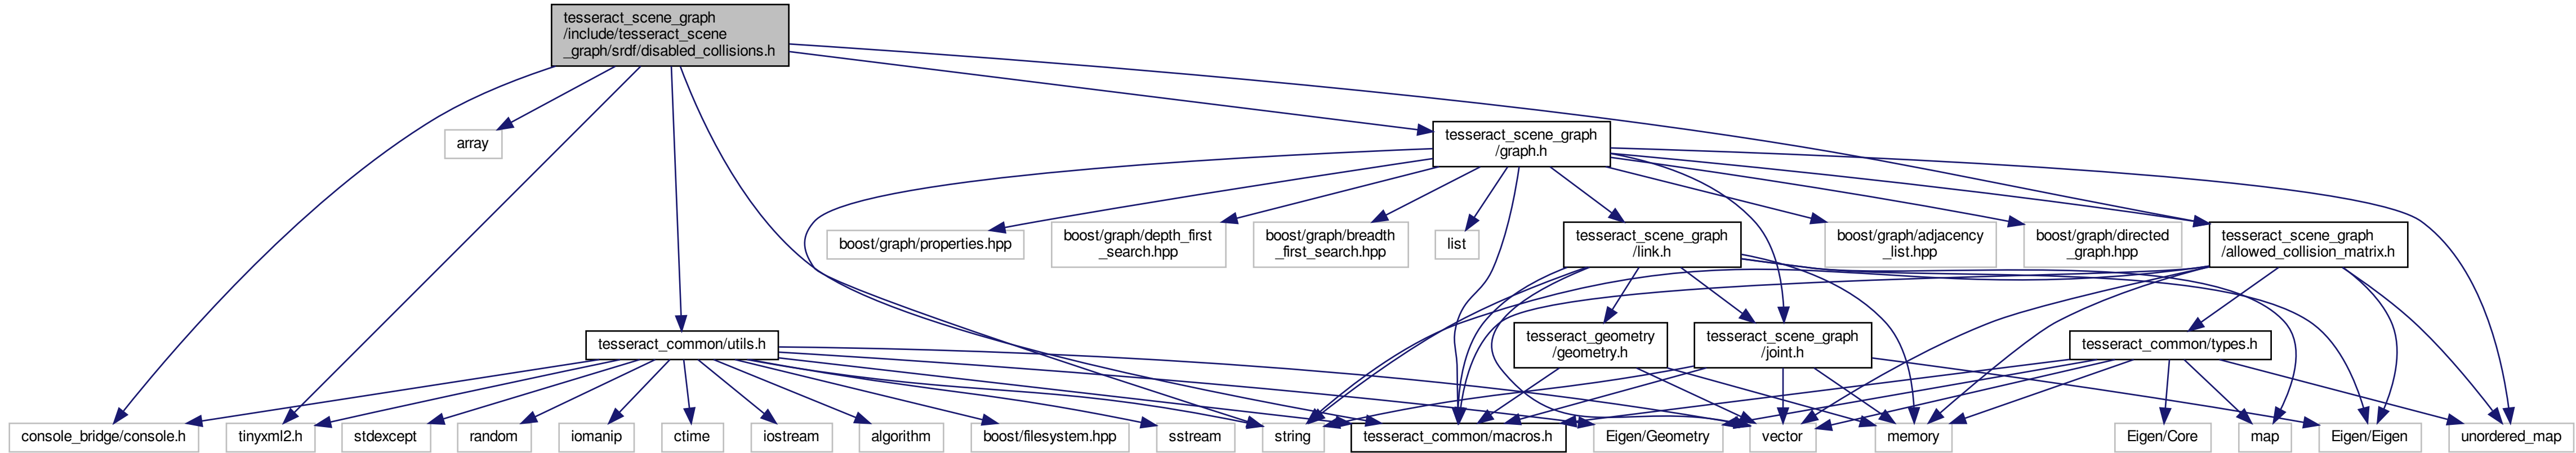 tesseract_scene_graph
/include/tesseract_scene
_graph/srdf/disabled_collisions.h
array
tesseract_scene_graph
/graph.h
boost/graph/properties.hpp
boost/graph/depth_first
_search.hpp
boost/graph/breadth
_first_search.hpp
list
tesseract_scene_graph
/link.h
boost/graph/adjacency
_list.hpp
boost/graph/directed
_graph.hpp
tesseract_scene_graph
/allowed_collision_matrix.h
tesseract_common/utils.h
tesseract_geometry
/geometry.h
tesseract_scene_graph
/joint.h
tesseract_common/types.h
console_bridge/console.h
tinyxml2.h
stdexcept
random
iomanip
ctime
iostream
algorithm
boost/filesystem.hpp
sstream
string
tesseract_common/macros.h
Eigen/Geometry
vector
memory
Eigen/Core
map
Eigen/Eigen
unordered_map